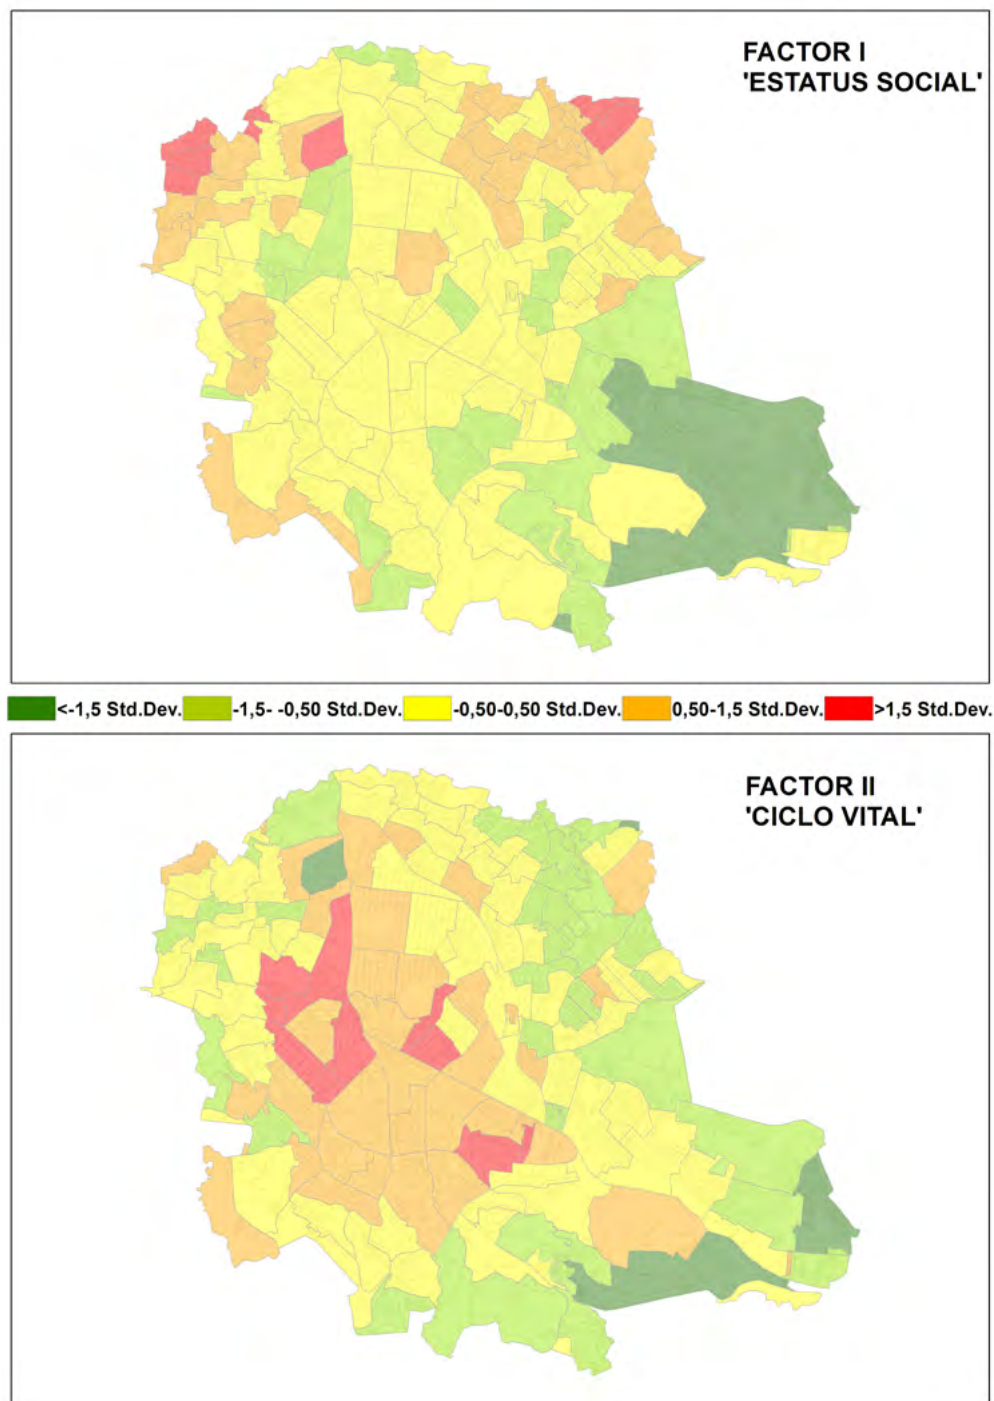 FACTOR I
'ESTATUS SOCIAL'
<-1,5 Std.Dev. -1,5- -0,50 Std.Dev. -0,50-0,50 Std.Dev. 0,50-1,5 Std.Dev. >1,5 Std.Dev.
FACTOR II
'CICLO VITAL'